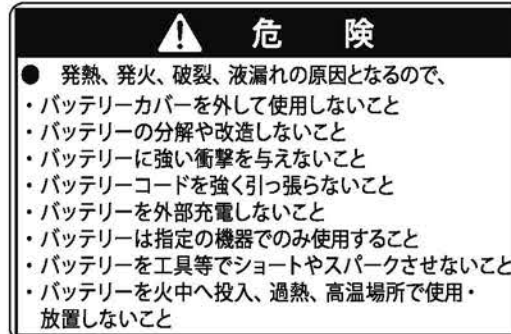 危険
● 発熱、発火、破裂、液漏れの原因となるので、
・バッテリーカバーを外して使用しないこと
・バッテリーの分解や改造しないこと
・バッテリーに強い衝撃を与えないこと
・バッテリーコードを強く引っ張らないこと
・バッテリーを外部充電しないこと
・バッテリーは指定の機器でのみ使用すること
・バッテリーを工具等でショートやスパークさせないこと
・バッテリーを火中へ投入、過熱、高温場所で使用・
放置しないこと